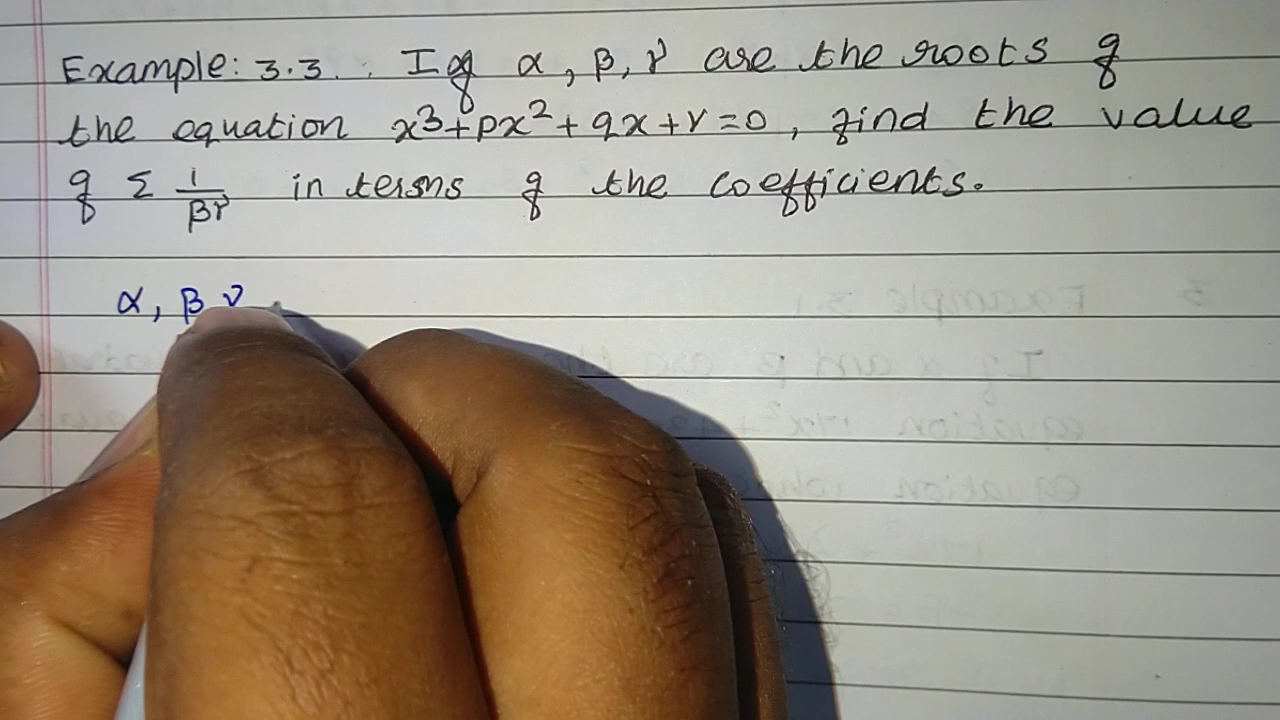 Example: 3.3. If α, β, γ are the roots of
the equation x³+px²+qx+r=0, find the value
of Σ 1/βγ in terms of the coefficients.
α, β γ